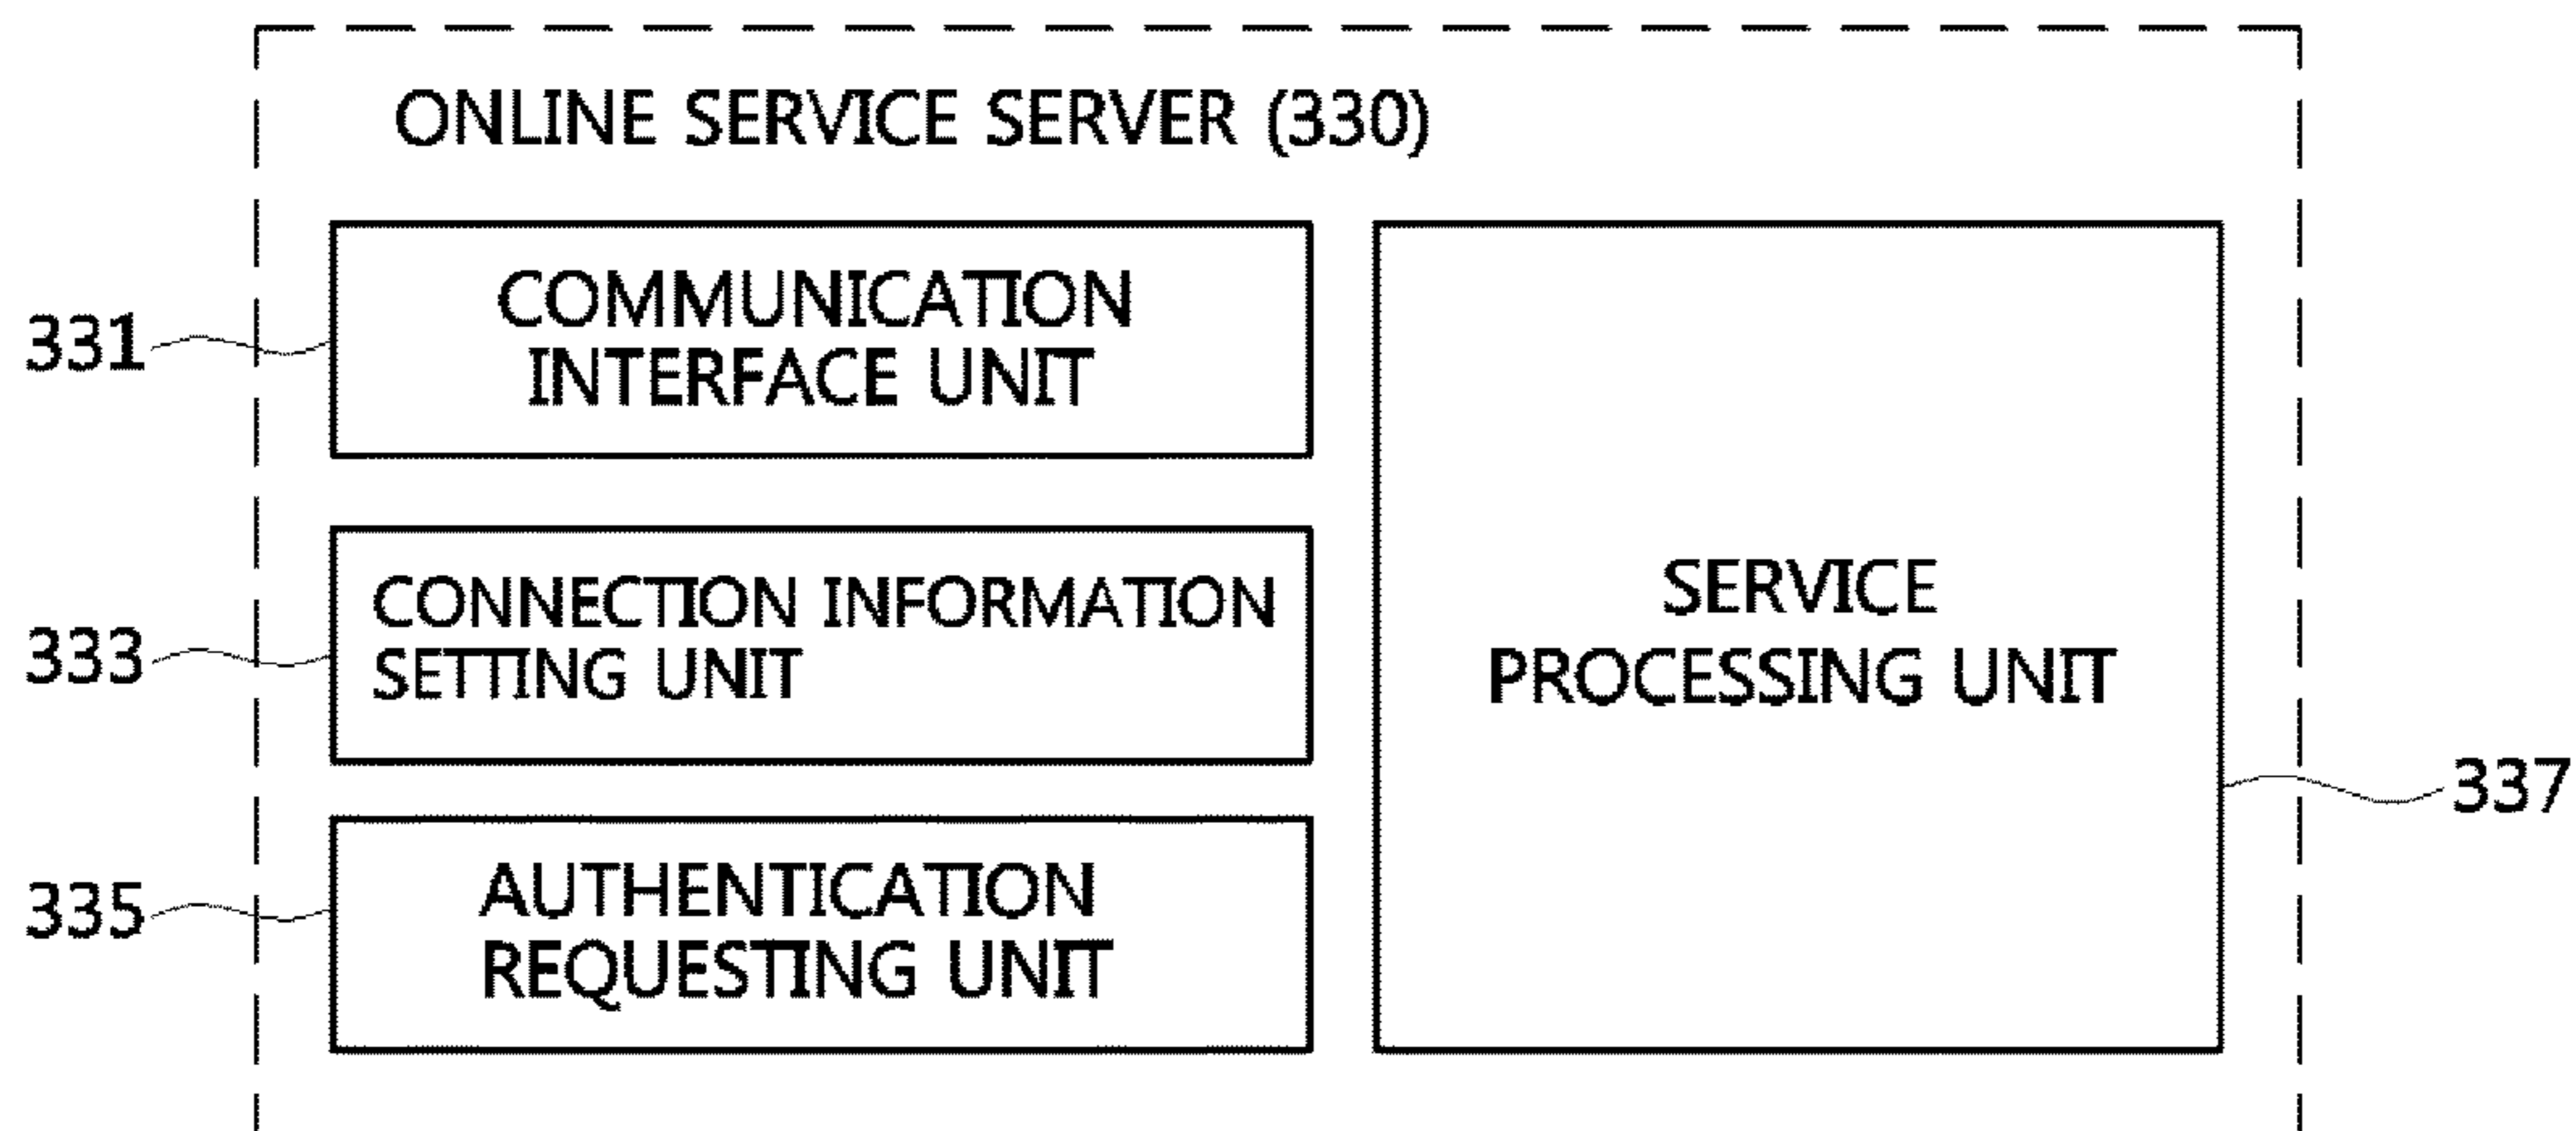 ONLINE SERVICE SERVER (330)
331
COMMUNICATION
INTERFACE UNIT
333
CONNECTION INFORMATION
SETTING UNIT
335
AUTHENTICATION
REQUESTING UNIT
SERVICE
PROCESSING UNIT
337